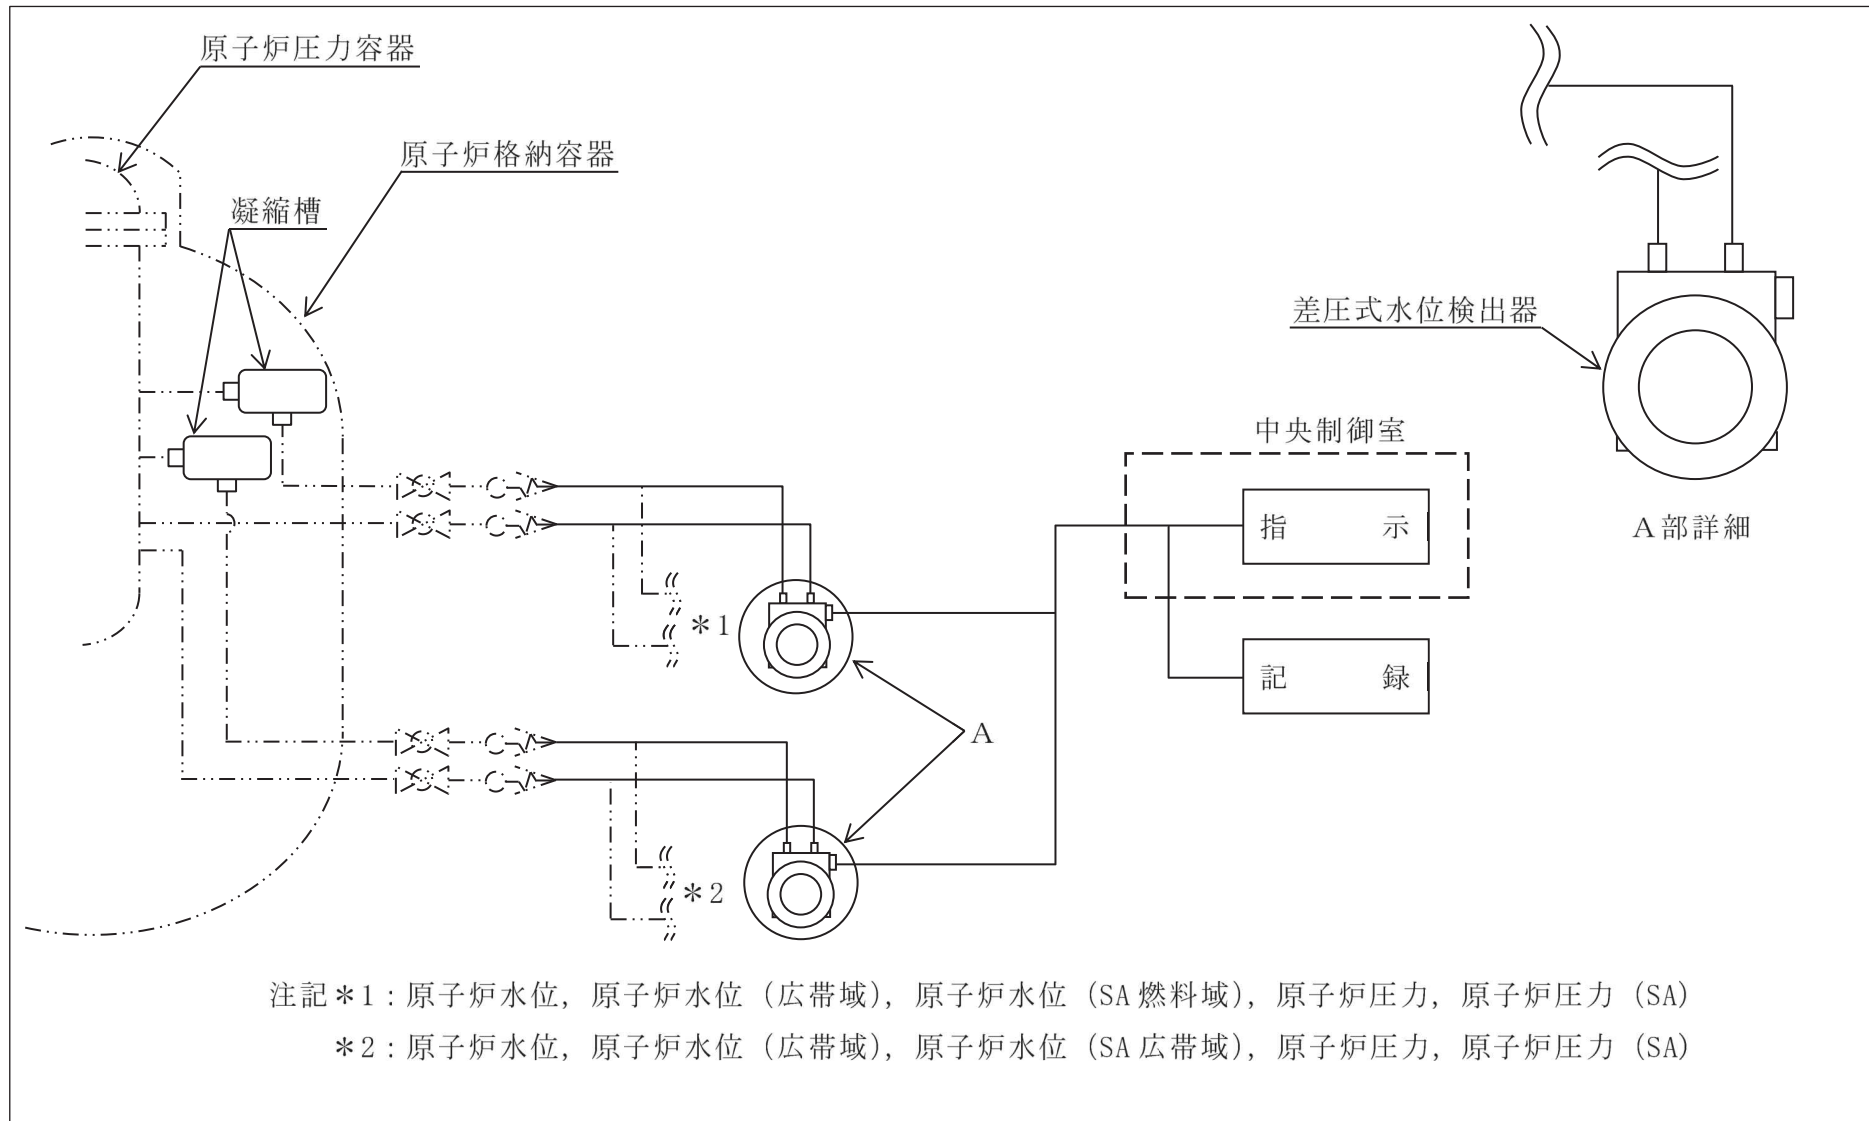 原子炉圧力容器
原子炉格納容器
凝縮槽
差圧式水位検出器
中央制御室
指 示
A部詳細
*1
記 録
A
*2
注記*1:原子炉水位,原子炉水位(広帯域),原子炉水位(SA燃料域),原子炉圧力,原子炉圧力(SA)
*2:原子炉水位,原子炉水位(広帯域),原子炉水位(SA広帯域),原子炉圧力,原子炉圧力(SA)